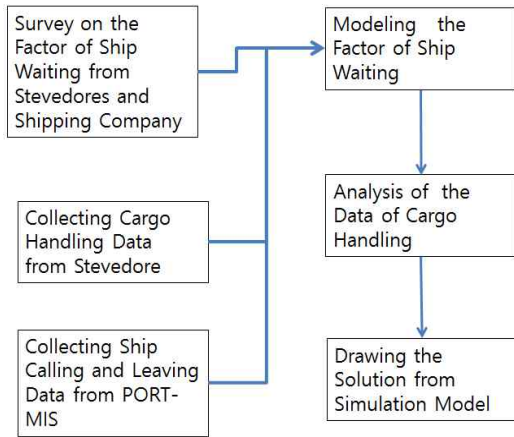 Survey on the
Factor of Ship
Waiting from
Stevedores and
Shipping Company
Collecting Cargo
Handling Data
from Stevedore
Collecting Ship
Calling and Leaving
Data from PORT-
MIS
Modeling the
Factor of Ship
Waiting
Analysis of the
Data of Cargo
Handling
Drawing the
Solution from
Simulation Model